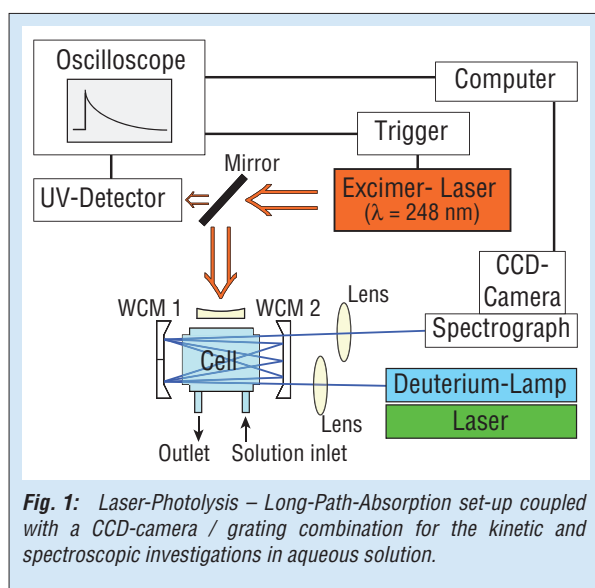 Oscilloscope
Computer
Trigger
Mirror
UV-Detector
Excimer- Laser
(λ = 248 nm)
CCD-
Camera
Lens
WCM 1
WCM 2
Spectrograph
Cell
Deuterium-Lamp
Lens
Laser
Outlet
Solution inlet
Fig. 1: Laser-Photolysis – Long-Path-Absorption set-up coupled
with a CCD-camera / grating combination for the kinetic and
spectroscopic investigations in aqueous solution.